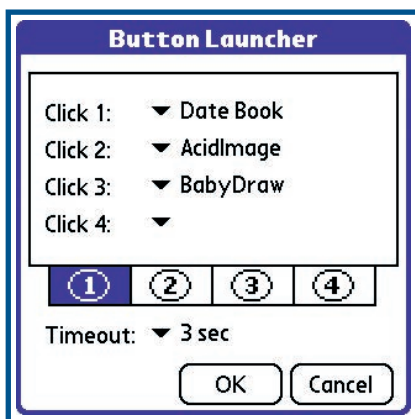 Button Launcher
Click 1: Date Book
Click 2: AcidImage
Click 3: BabyDraw
Click 4:
1 2 3 4
Timeout: 3 sec
OK Cancel